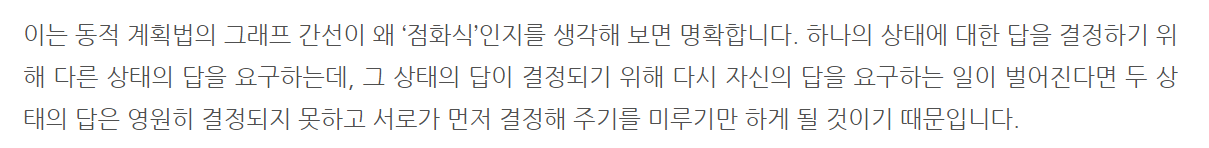 이는 동적 계획법의 그래프 간선이 왜 ‘점화식’인지를 생각해 보면 명확합니다. 하나의 상태에 대한 답을 결정하기 위
해 다른 상태의 답을 요구하는데, 그 상태의 답이 결정되기 위해 다시 자신의 답을 요구하는 일이 벌어진다면 두 상
태의 답은 영원히 결정되지 못하고 서로가 먼저 결정해 주기를 미루기만 하게 될 것이기 때문입니다.